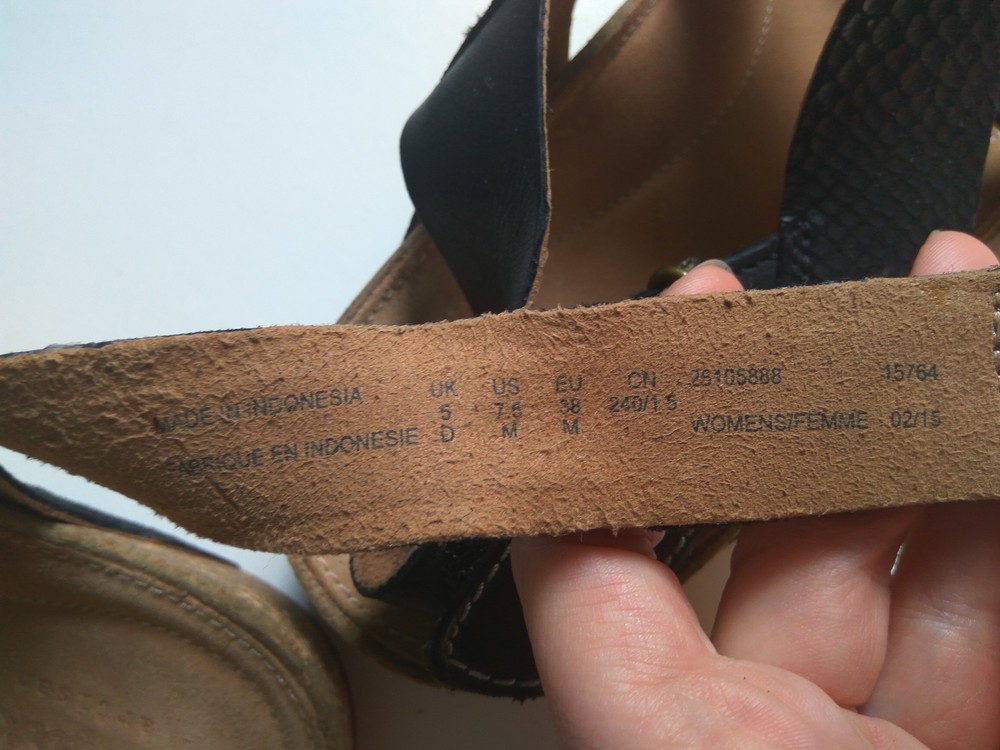 MADE IN INDONESIA UK US EU CN 26105888 15764
5 7.5 38 240/1.5
FABRIQUE EN INDONESIE D M M WOMENS/FEMME 02/15